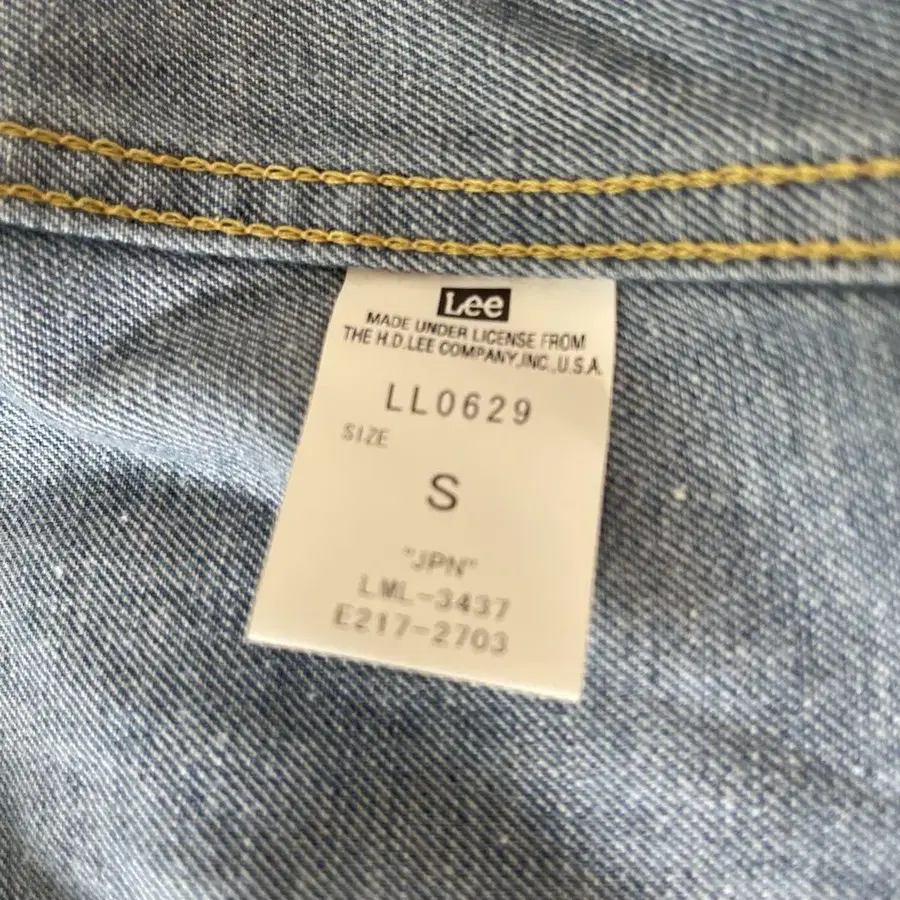 Lee
MADE UNDER LICENSE FROM
THE H.D.LEE COMPANY,INC.,U.S.A.
LL0629
SIZE
S
"JPN"
LML-3437
E217-2703